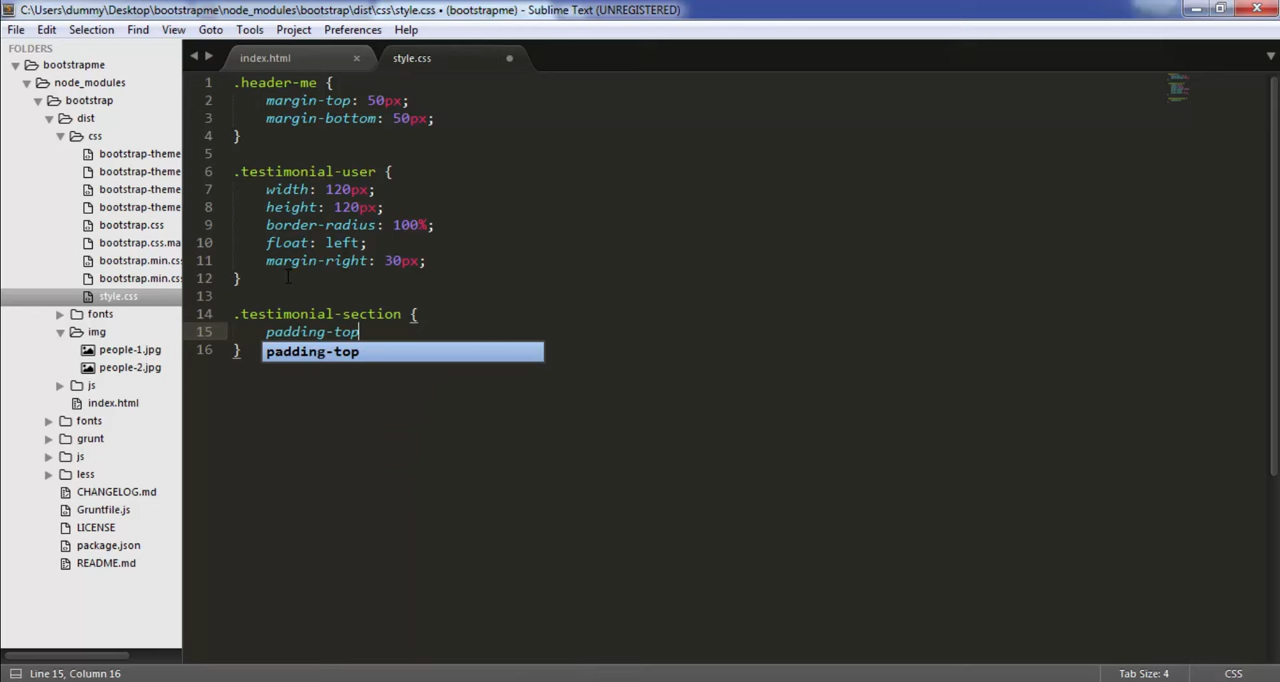 C:\Users\dummy\Desktop\bootstrapme\node_modules\bootstrap\dist\css\style.css • (bootstrapme) - Sublime Text (UNREGISTERED)
File Edit Selection Find View Goto Tools Project Preferences Help
FOLDERS
bootstrapme
node_modules
bootstrap
dist
css
bootstrap-theme
bootstrap-theme
bootstrap-theme
bootstrap-theme
bootstrap.css
bootstrap.css.ma
bootstrap.min.cs
bootstrap.min.cs
style.css
fonts
img
people-1.jpg
people-2.jpg
js
index.html
fonts
grunt
js
less
CHANGELOG.md
Gruntfile.js
LICENSE
package.json
README.md
index.html
style.css
1 .header-me {
2 margin-top: 50px;
3 margin-bottom: 50px;
4 }
5
6 .testimonial-user {
7 width: 120px;
8 height: 120px;
9 border-radius: 100%;
10 float: left;
11 margin-right: 30px;
12 }
13
14 .testimonial-section {
15 padding-top
16 }
padding-top
Line 15, Column 16
Tab Size: 4
CSS